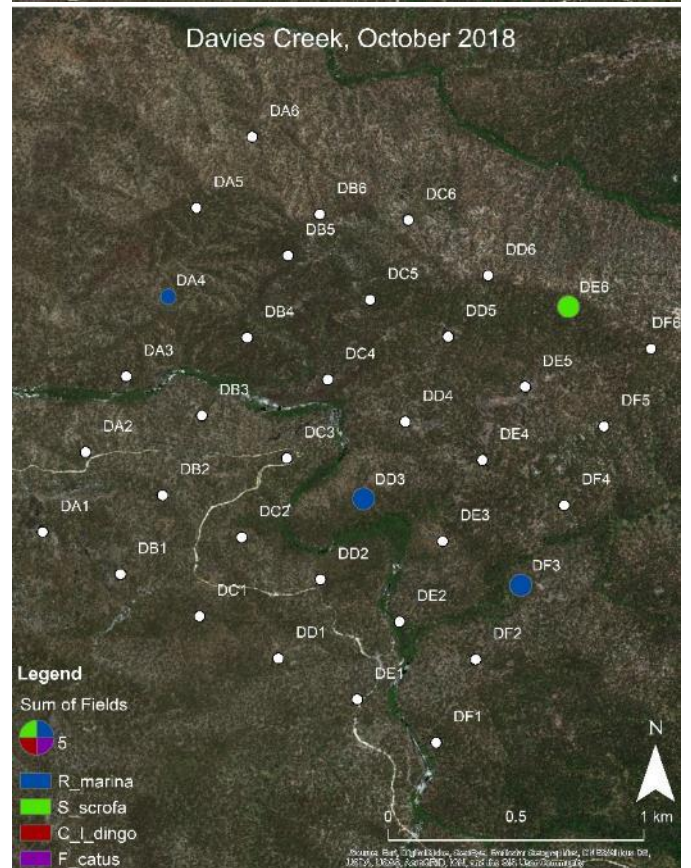 Davies Creek, October 2018
DA6
DA5
DB6
DC6
DB5
DD6
DA4
DC5
DE6
DB4
DD5
DF6
DA3
DC4
DE5
DB3
DD4
DF5
DA2
DC3
DE4
DB2
DD3
DF4
DA1
DC2
DE3
DB1
DD2
DF3
DC1
DE2
DD1
DF2
DE1
DF1
Legend
Sum of Fields
5
R_marina
S_scrofa
C_l_dingo
F_catus
N
0 0.5 1 km